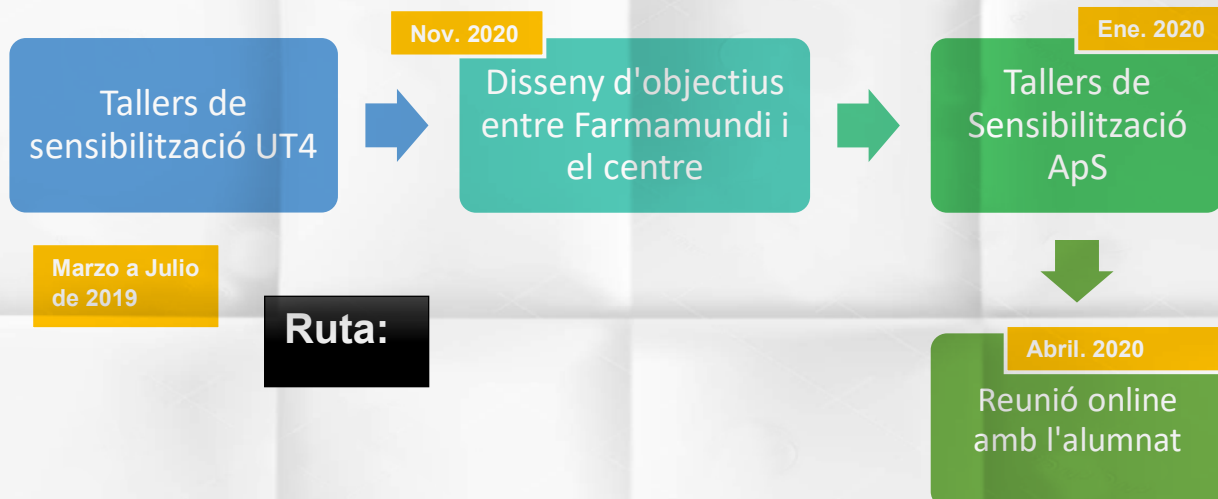 Tallers de
sensibilització UT4
Marzo a Julio
de 2019
Nov. 2020
Disseny d'objectius
entre Farmamundi i
el centre
Ene. 2020
Tallers de
Sensibilització
ApS
Ruta:
Abril. 2020
Reunió online
amb l'alumnat